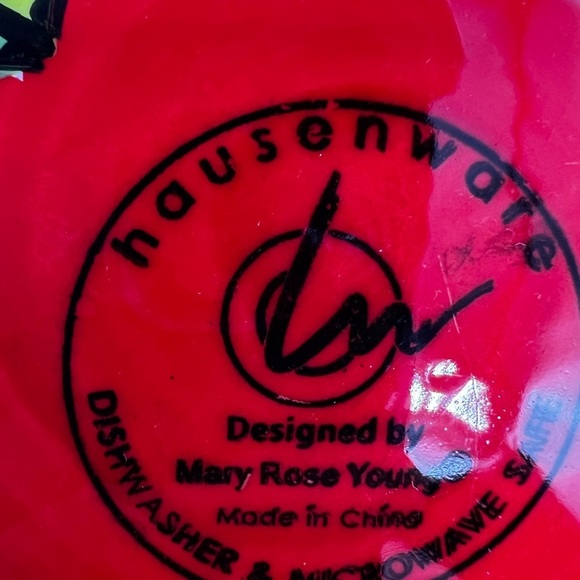 hausenware
Designed by
Mary Rose Young
Made in China
DISHWASHER & MICROWAVE SAFE